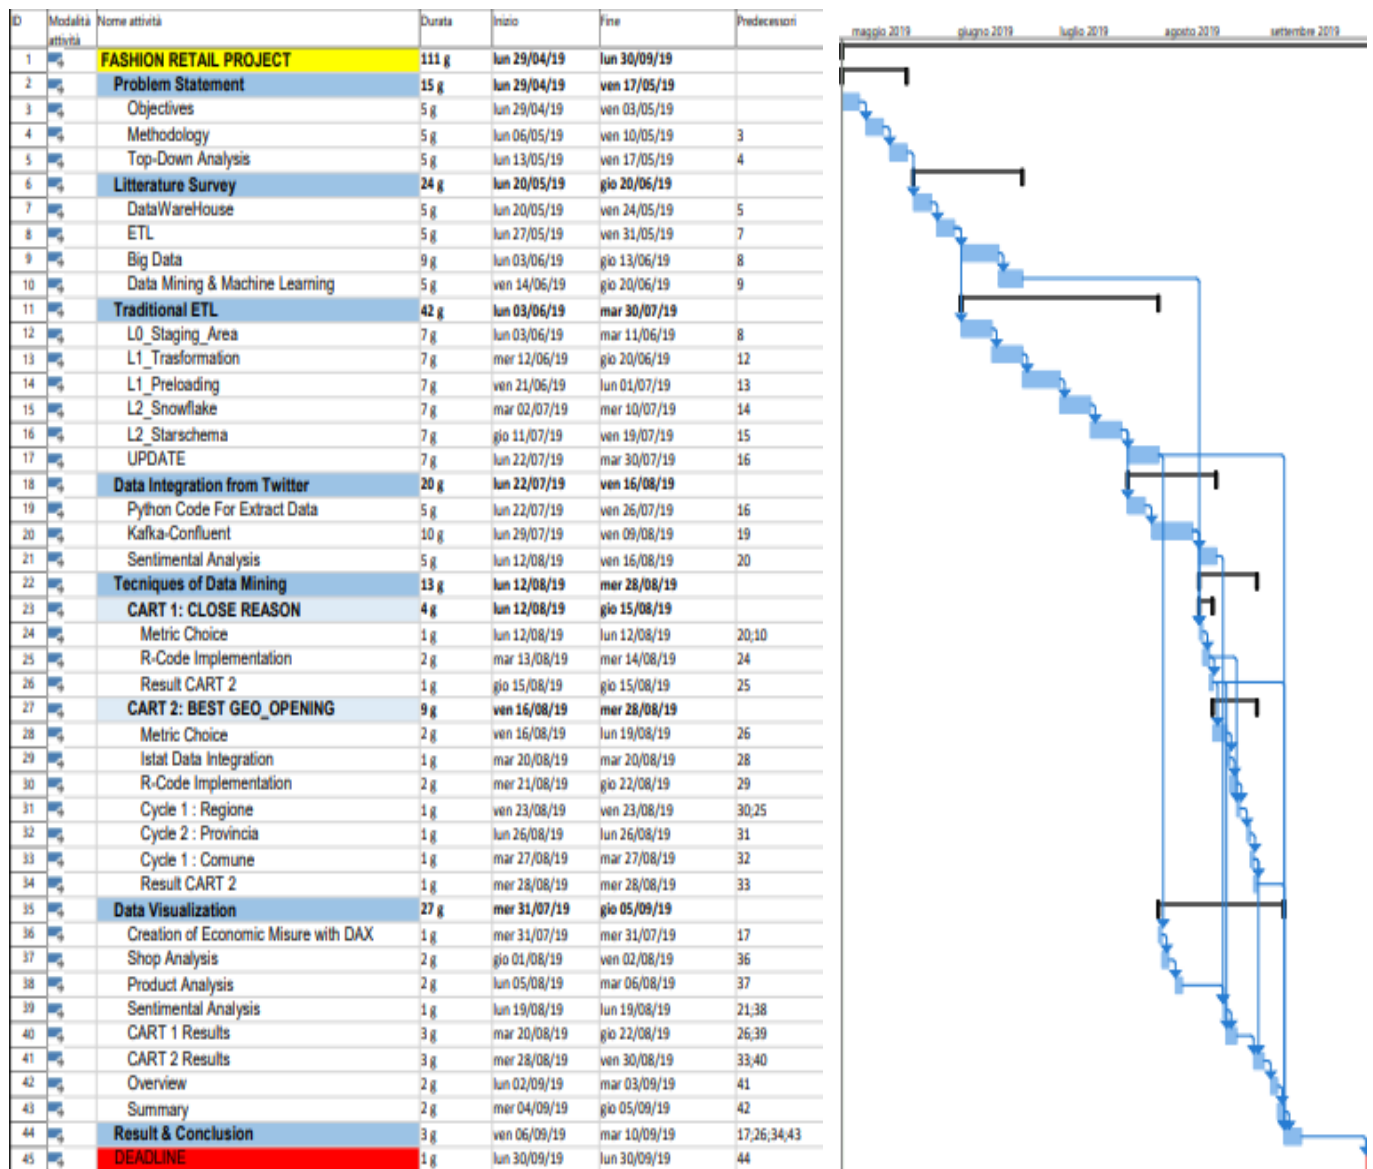 ID Modalità attività Nome attività Durata Inizio Fine Predecessori
maggio 2019 giugno 2019 luglio 2019 agosto 2019 settembre 2019
1 FASHION RETAIL PROJECT 111 g lun 29/04/19 lun 30/09/19
2 Problem Statement 15 g lun 29/04/19 ven 17/05/19
3 Objectives 5 g lun 29/04/19 ven 03/05/19
4 Methodology 5 g lun 06/05/19 ven 10/05/19 3
5 Top-Down Analysis 5 g lun 13/05/19 ven 17/05/19 4
6 Litterature Survey 24 g lun 20/05/19 gio 20/06/19
7 DataWareHouse 5 g lun 20/05/19 ven 24/05/19 5
8 ETL 5 g lun 27/05/19 ven 31/05/19 7
9 Big Data 9 g lun 03/06/19 gio 13/06/19 8
10 Data Mining & Machine Learning 5 g ven 14/06/19 gio 20/06/19 9
11 Traditional ETL 42 g lun 03/06/19 mar 30/07/19
12 L0_Staging_Area 7 g lun 03/06/19 mar 11/06/19 8
13 L1_Trasformation 7 g mer 12/06/19 gio 20/06/19 12
14 L1_Preloading 7 g ven 21/06/19 lun 01/07/19 13
15 L2_Snowflake 7 g mar 02/07/19 mer 10/07/19 14
16 L2_Starschema 7 g gio 11/07/19 ven 19/07/19 15
17 UPDATE 7 g lun 22/07/19 mar 30/07/19 16
18 Data Integration from Twitter 20 g lun 22/07/19 ven 16/08/19
19 Python Code For Extract Data 5 g lun 22/07/19 ven 26/07/19 16
20 Kafka-Confluent 10 g lun 29/07/19 ven 09/08/19 19
21 Sentimental Analysis 5 g lun 12/08/19 ven 16/08/19 20
22 Tecniques of Data Mining 13 g lun 12/08/19 mer 28/08/19
23 CART 1: CLOSE REASON 4 g lun 12/08/19 gio 15/08/19
24 Metric Choice 1 g lun 12/08/19 lun 12/08/19 20;10
25 R-Code Implementation 2 g mar 13/08/19 mer 14/08/19 24
26 Result CART 2 1 g gio 15/08/19 gio 15/08/19 25
27 CART 2: BEST GEO_OPENING 9 g ven 16/08/19 mer 28/08/19
28 Metric Choice 2 g ven 16/08/19 lun 19/08/19 26
29 Istat Data Integration 1 g mar 20/08/19 mar 20/08/19 28
30 R-Code Implementation 2 g mer 21/08/19 gio 22/08/19 29
31 Cycle 1 : Regione 1 g ven 23/08/19 ven 23/08/19 30;25
32 Cycle 2 : Provincia 1 g lun 26/08/19 lun 26/08/19 31
33 Cycle 1 : Comune 1 g mar 27/08/19 mar 27/08/19 32
34 Result CART 2 1 g mer 28/08/19 mer 28/08/19 33
35 Data Visualization 27 g mer 31/07/19 gio 05/09/19
36 Creation of Economic Misure with DAX 1 g mer 31/07/19 mer 31/07/19 17
37 Shop Analysis 2 g gio 01/08/19 ven 02/08/19 36
38 Product Analysis 2 g lun 05/08/19 mar 06/08/19 37
39 Sentimental Analysis 1 g lun 19/08/19 lun 19/08/19 21;38
40 CART 1 Results 3 g mar 20/08/19 gio 22/08/19 26;39
41 CART 2 Results 3 g mer 28/08/19 ven 30/08/19 33;40
42 Overview 2 g lun 02/09/19 mar 03/09/19 41
43 Summary 2 g mer 04/09/19 gio 05/09/19 42
44 Result & Conclusion 3 g ven 06/09/19 mar 10/09/19 17;26;34;43
45 DEADLINE 1 g lun 30/09/19 lun 30/09/19 44